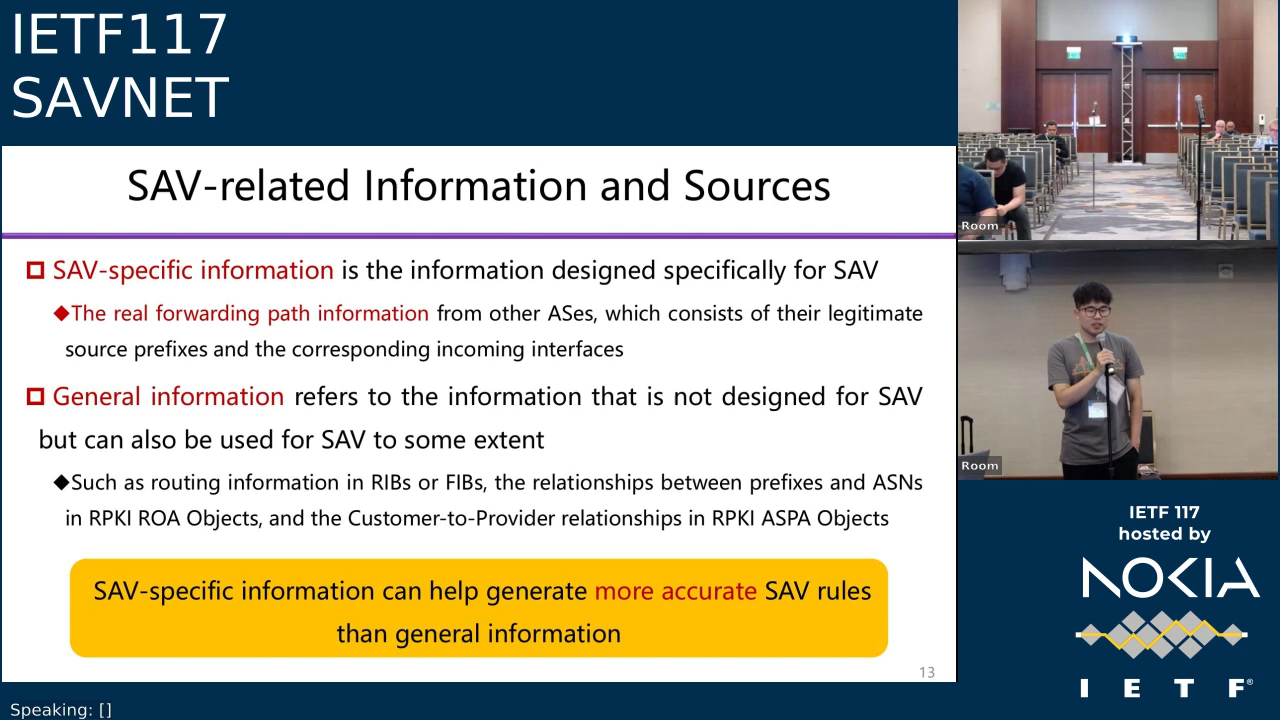 IETF117
SAVNET
SAV-related Information and Sources
SAV-specific information is the information designed specifically for SAV
The real forwarding path information from other ASes, which consists of their legitimate
source prefixes and the corresponding incoming interfaces
General information refers to the information that is not designed for SAV
but can also be used for SAV to some extent
Such as routing information in RIBs or FIBs, the relationships between prefixes and ASNs
in RPKI ROA Objects, and the Customer-to-Provider relationships in RPKI ASPA Objects
SAV-specific information can help generate more accurate SAV rules
than general information
13
Speaking: []
Room
Room
IETF 117
hosted by
NOKIA
I E T F®